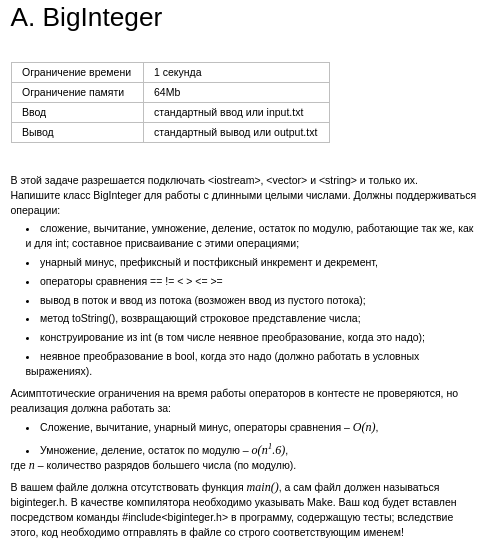 A. BigInteger
Ограничение времени 1 секунда
Ограничение памяти 64Mb
Ввод стандартный ввод или input.txt
Вывод стандартный вывод или output.txt
В этой задаче разрешается подключать <iostream>, <vector> и <string> и только их.
Напишите класс BigInteger для работы с длинными целыми числами. Должны поддерживаться
операции:
• сложение, вычитание, умножение, деление, остаток по модулю, работающие так же, как
и для int; составное присваивание с этими операциями;
• унарный минус, префиксный и постфиксный инкремент и декремент,
• операторы сравнения == != < > <= >=
• вывод в поток и ввод из потока (возможен ввод из пустого потока);
• метод toString(), возвращающий строковое представление числа;
• конструирование из int (в том числе неявное преобразование, когда это надо);
• неявное преобразование в bool, когда это надо (должно работать в условных
выражениях).
Асимптотические ограничения на время работы операторов в контесте не проверяются, но
реализация должна работать за:
• Сложение, вычитание, унарный минус, операторы сравнения – O(n),
• Умножение, деление, остаток по модулю – o(n¹.6),
где n – количество разрядов большего числа (по модулю).
В вашем файле должна отсутствовать функция main(), а сам файл должен называться
biginteger.h. В качестве компилятора необходимо указывать Make. Ваш код будет вставлен
посредством команды #include<biginteger.h> в программу, содержащую тесты; вследствие
этого, код необходимо отправлять в файле со строго соответствующим именем!